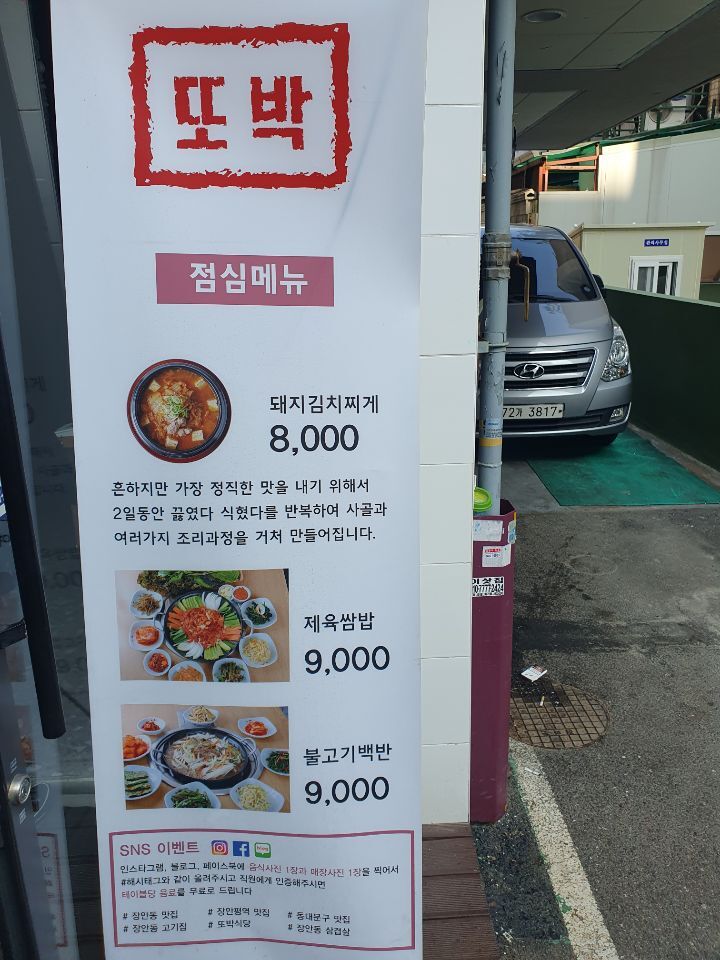 또박
점심메뉴
돼지김치찌게
8,000
흔하지만 가장 정직한 맛을 내기 위해서
2일동안 끓였다 식혔다를 반복하여 사골과
여러가지 조리과정을 거쳐 만들어집니다.
제육쌈밥
9,000
불고기백반
9,000
SNS 이벤트
인스타그램, 블로그, 페이스북에 음식사진 1장과 매장사진 1장을 찍어서
#해시태그와 같이 올려주시고 직원에게 인증해주시면
테이블당 음료를 무료로 드립니다
# 장안동 맛집 # 장안평역 맛집 # 동대문구 맛집
# 장안동 고기집 # 또박식당 # 장안동 삼겹살
72개 3817
관리사무실
이삿짐